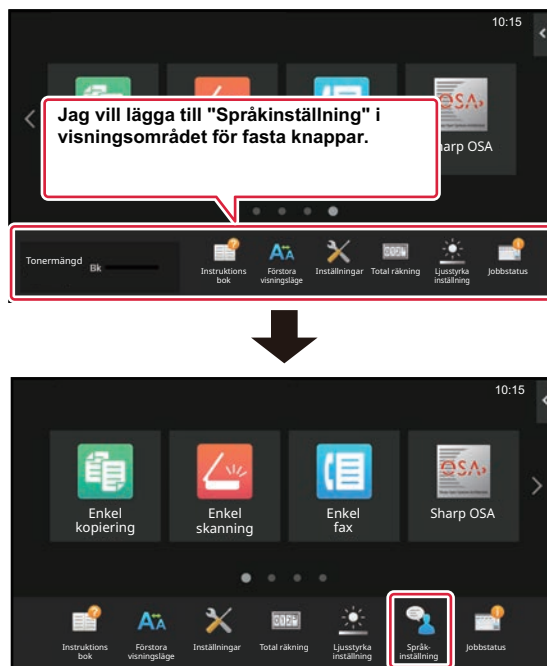 10:15
Jag vill lägga till "Språkinställning" i
visningsområdet för fasta knappar.
arp OSA
Tonermängd
Bk
Instruktions
bok
Förstora
visningsläge
Inställningar
Total räkning
Ljusstyrka
inställning
Jobbstatus
10:15
Enkel
kopiering
Enkel
skanning
Enkel
fax
OSA
Sharp OSA
Instruktions
bok
Förstora
visningsläge
Inställningar
Total räkning
Ljusstyrka
inställning
Språk-
inställning
Jobbstatus